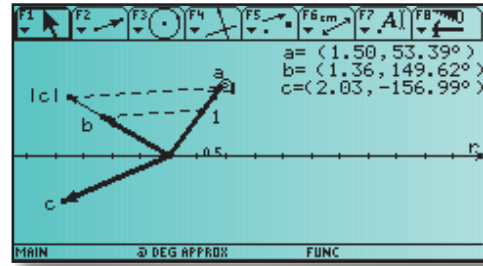 F1 F2 F3 F4 F5 F6 cm F7 A F8
a= (1.50,53.39°)
b= (1.36,149.62°)
c=(2.03,-156.99°)
a
|c|
b
1
0.5
r
c
MAIN DEG APPROX FUNC